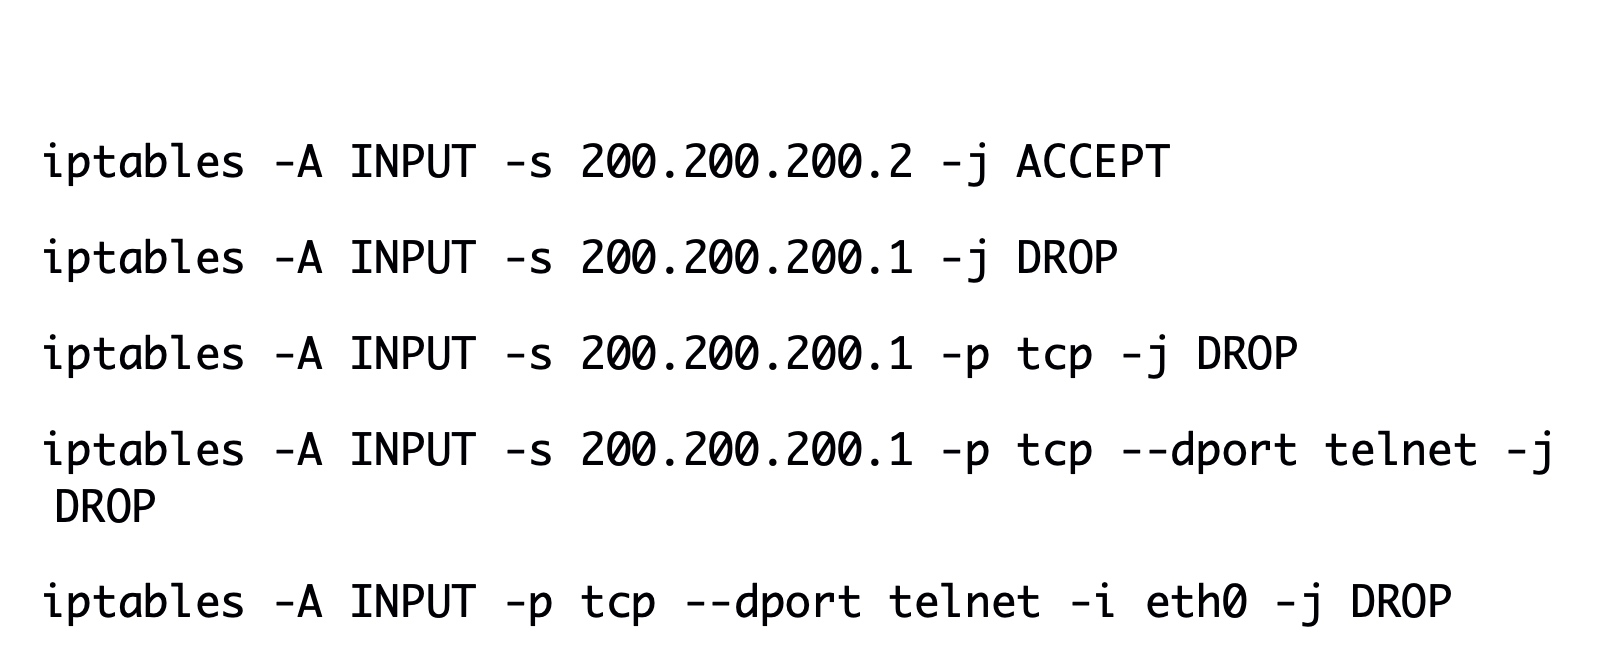 iptables -A INPUT -s 200.200.200.2 -j ACCEPT
iptables -A INPUT -s 200.200.200.1 -j DROP
iptables -A INPUT -s 200.200.200.1 -p tcp -j DROP
iptables -A INPUT -s 200.200.200.1 -p tcp --dport telnet -j
DROP
iptables -A INPUT -p tcp --dport telnet -i eth0 -j DROP